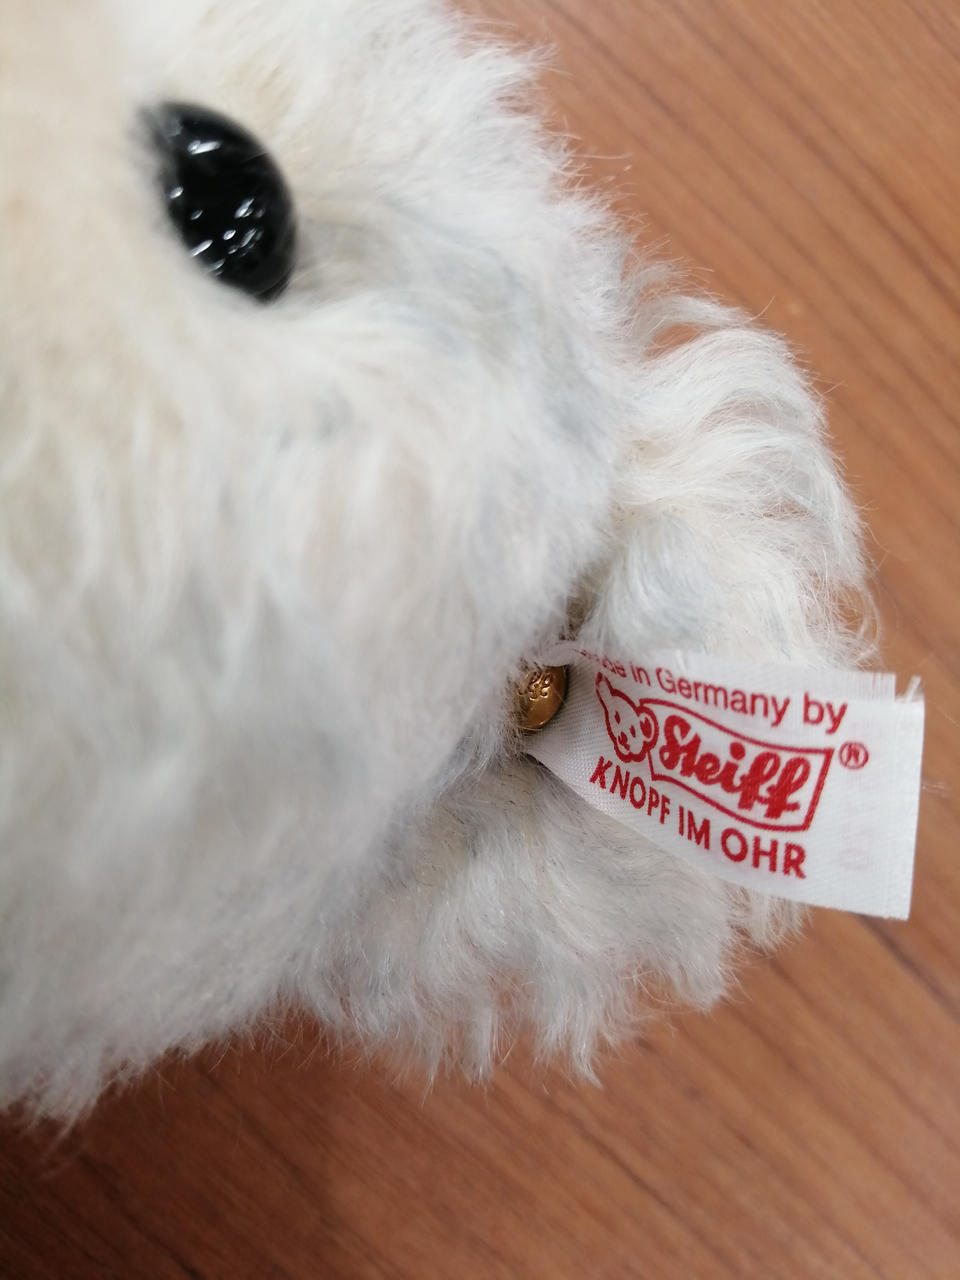 in Germany by
Steiff ®
KNOPF IM OHR